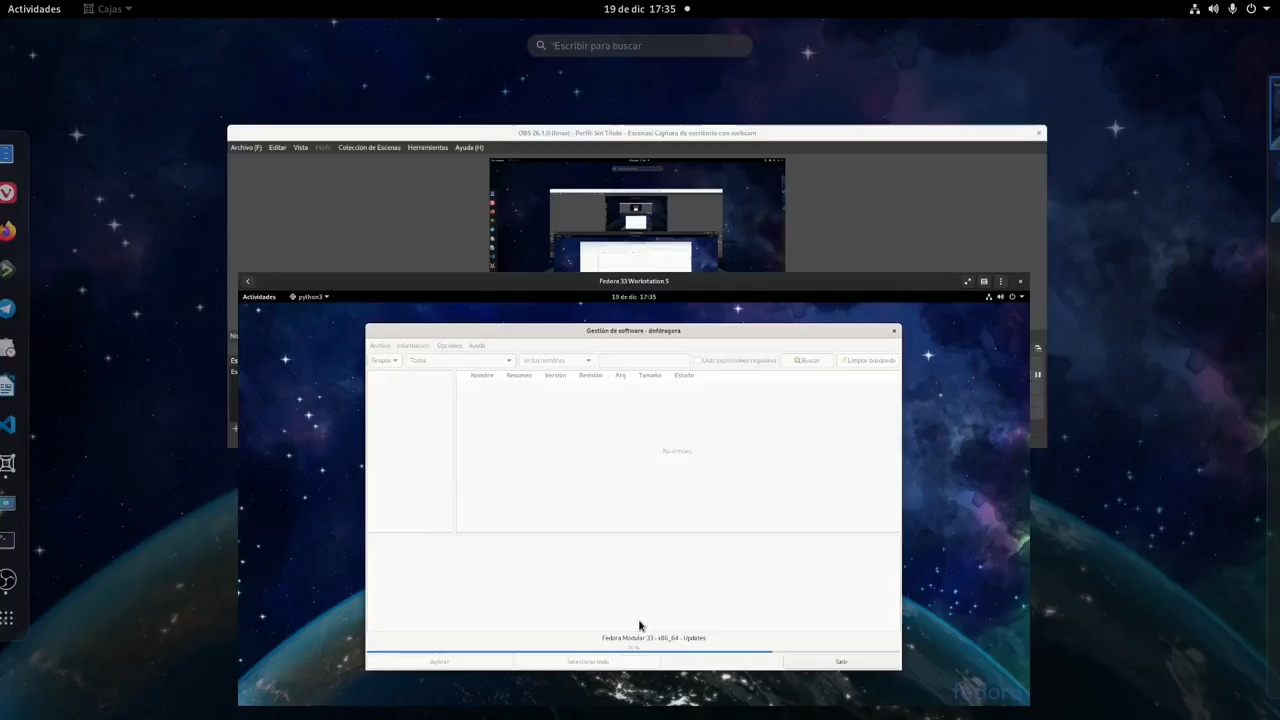 Actividades Cajas 19 de dic 17:35
Escribir para buscar
OBS 26.1.0 (linux) - Perfil: Sin Título - Escenas: Captura de escritorio con webcam
Archivo (F) Editar Vista Perfil Colección de Escenas Herramientas Ayuda (H)
Fedora 33 Workstation 5
Actividades python3 19 de dic 17:35
Gestión de software - dnfdragora
Archivo Información Opciones Ayuda
Grupos Todos en los nombres Usar expresiones regulares Buscar Limpiar búsqueda
Nombre Resumen Versión Revisión Arq Tamaño Estado
No entries.
Fedora Modular 33 - x86_64 - Updates
Aplicar Seleccionar todo Salir
fedora